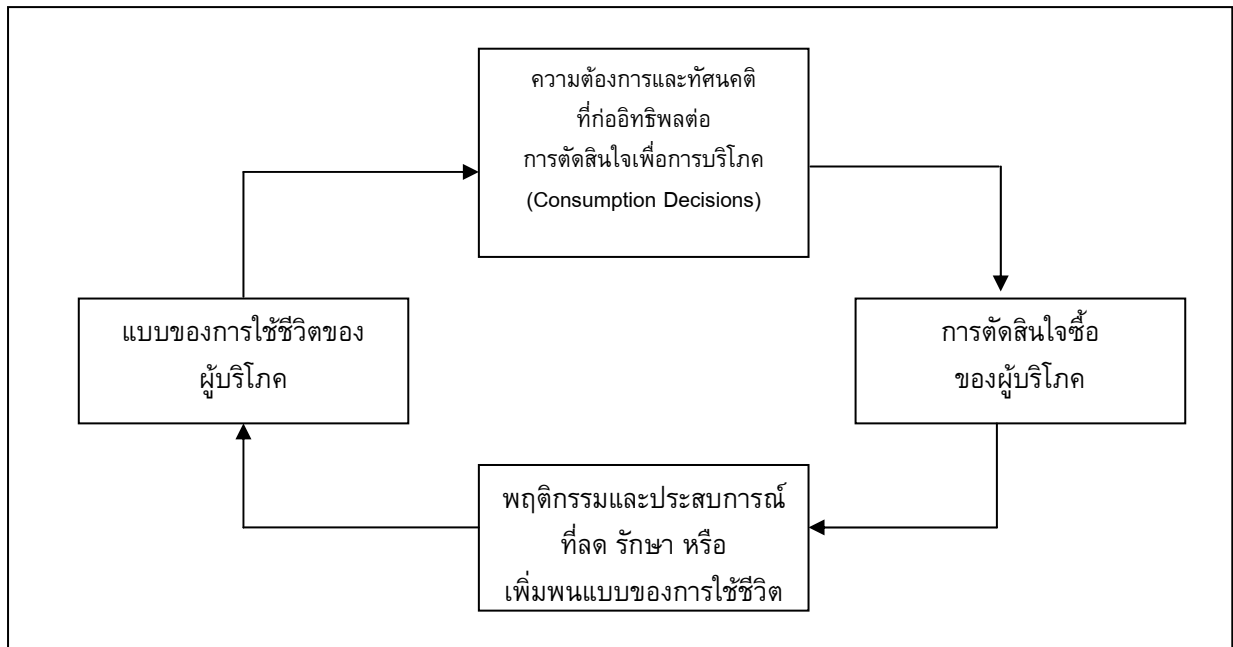 ความต้องการและทัศนคติ
ที่ก่ออิทธิพลต่อ
การตัดสินใจเพื่อการบริโภค
(Consumption Decisions)
แบบของการใช้ชีวิตของ
ผู้บริโภค
การตัดสินใจซื้อ
ของผู้บริโภค
พฤติกรรมและประสบการณ์
ที่ลด รักษา หรือ
เพิ่มพนแบบของการใช้ชีวิต